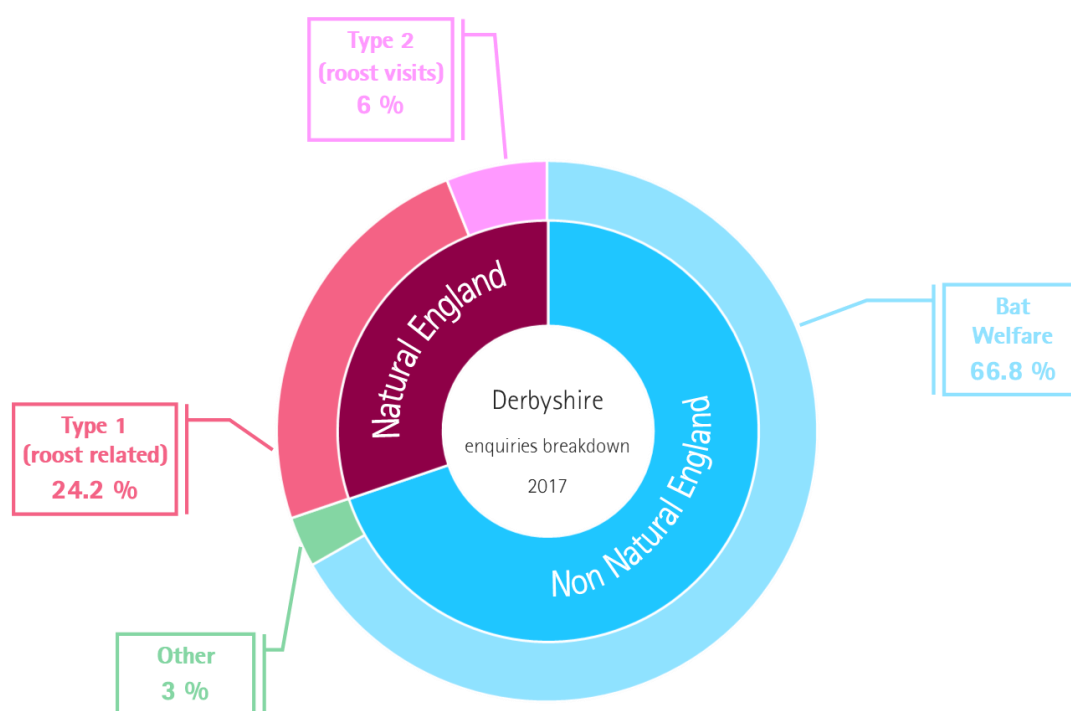 Type 2
(roost visits)
6 %
Natural England
Bat
Welfare
66.8 %
Derbyshire
enquiries breakdown
2017
Type 1
(roost related)
24.2 %
Non Natural England
Other
3 %